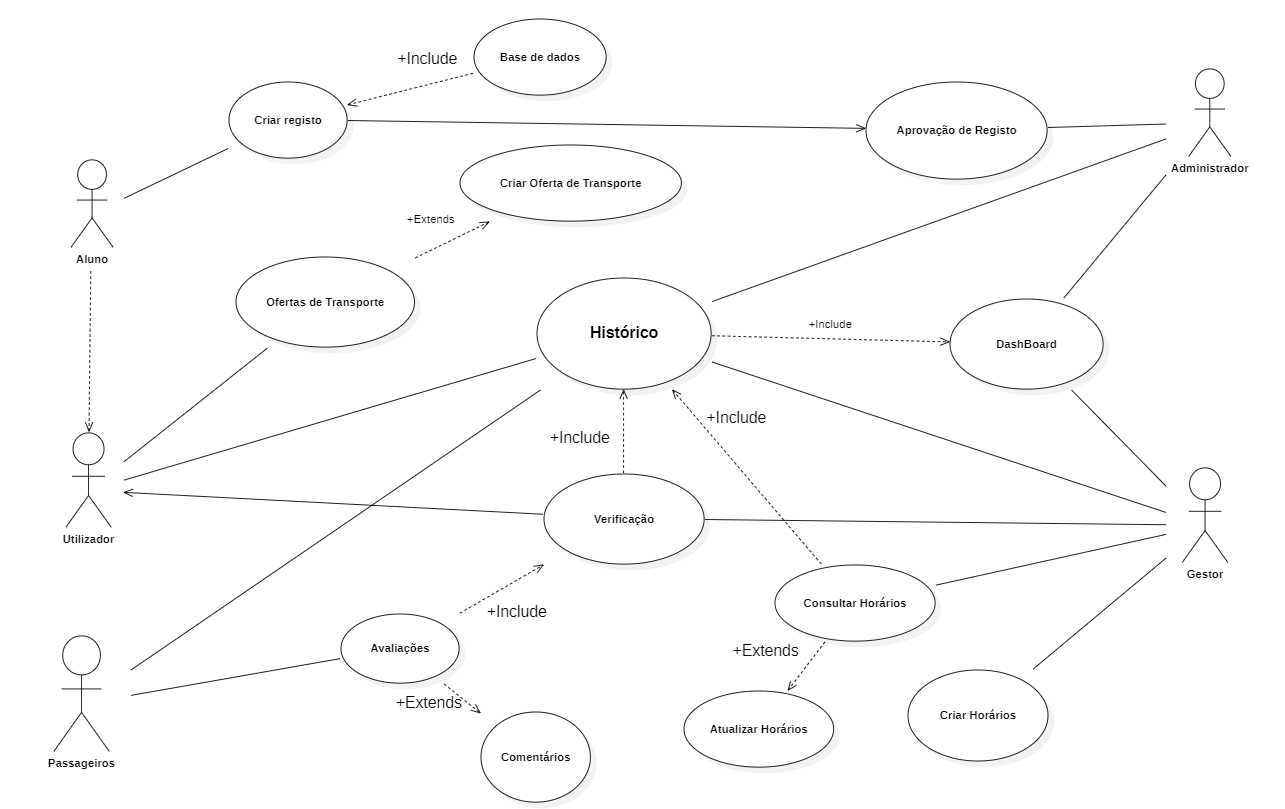 Base de dados
+Include
Criar registo
Aprovação de Registo
Administrador
Criar Oferta de Transporte
+Extends
Aluno
Ofertas de Transporte
Histórico
+Include
DashBoard
+Include
+Include
Verificação
Utilizador
Gestor
Consultar Horários
+Include
Avaliações
+Extends
+Extends
Criar Horários
Atualizar Horários
Comentários
Passageiros